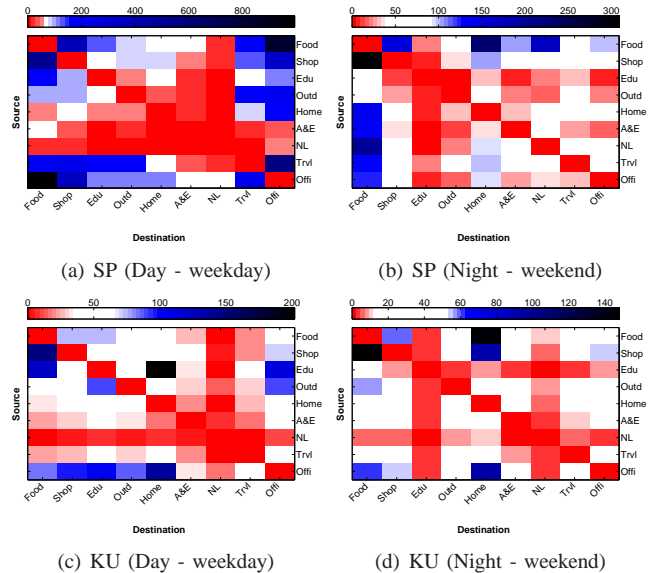 0 200 400 600 800
0 50 100 150 200 250 300
Source
Food
Shop
Edu
Outd
Home
A&E
NL
Trvl
Offi
Food Shop Edu Outd Home A&E NL Trvl Offi
Destination
Source
Food
Shop
Edu
Outd
Home
A&E
NL
Trvl
Offi
Food Shop Edu Outd Home A&E NL Trvl Offi
Destination
(a) SP (Day - weekday)
(b) SP (Night - weekend)
0 50 100 150 200
0 20 40 60 80 100 120 140
Source
Food
Shop
Edu
Outd
Home
A&E
NL
Trvl
Offi
Food Shop Edu Outd Home A&E NL Trvl Offi
Destination
Source
Food
Shop
Edu
Outd
Home
A&E
NL
Trvl
Offi
Food Shop Edu Outd Home A&E NL Trvl Offi
Destination
(c) KU (Day - weekday)
(d) KU (Night - weekend)